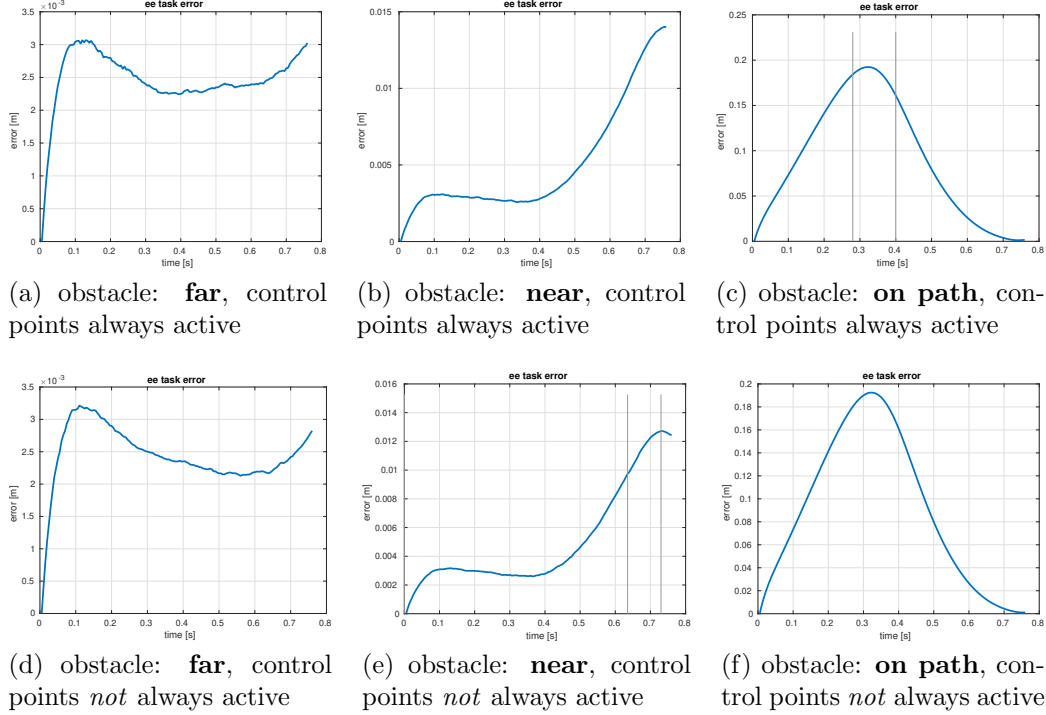 ee task error
×10⁻³
3.5
3
2.5
2
1.5
1
0.5
0
0 0.1 0.2 0.3 0.4 0.5 0.6 0.7 0.8
error [m]
time [s]
(a) obstacle: far, control
points always active
ee task error
0.015
0.01
0.005
0
0 0.1 0.2 0.3 0.4 0.5 0.6 0.7 0.8
error [m]
time [s]
(b) obstacle: near, control
points always active
ee task error
0.25
0.2
0.15
0.1
0.05
0
0 0.1 0.2 0.3 0.4 0.5 0.6 0.7 0.8
error [m]
time [s]
(c) obstacle: on path, con-
trol points always active
ee task error
×10⁻³
3.5
3
2.5
2
1.5
1
0.5
0
0 0.1 0.2 0.3 0.4 0.5 0.6 0.7 0.8
error [m]
time [s]
(d) obstacle: far, control
points not always active
ee task error
0.016
0.014
0.012
0.01
0.008
0.006
0.004
0.002
0
0 0.1 0.2 0.3 0.4 0.5 0.6 0.7 0.8
error [m]
time [s]
(e) obstacle: near, control
points not always active
ee task error
0.2
0.18
0.16
0.14
0.12
0.1
0.08
0.06
0.04
0.02
0
0 0.1 0.2 0.3 0.4 0.5 0.6 0.7 0.8
error [m]
time [s]
(f) obstacle: on path, con-
trol points not always active